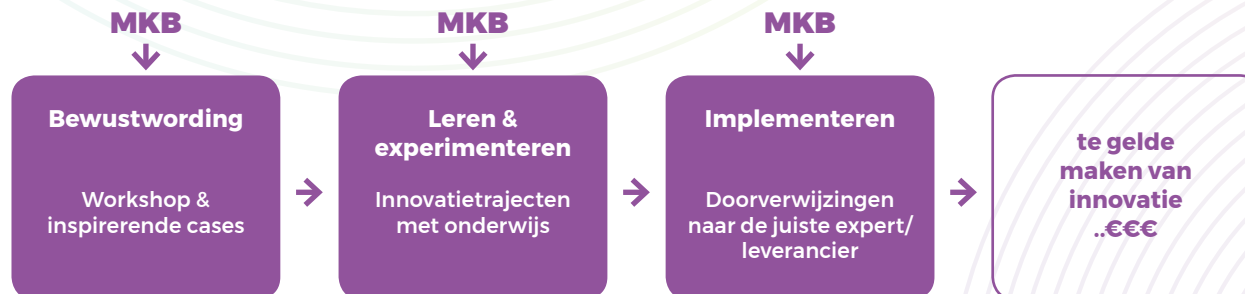 MKB
MKB
MKB
Bewustwording
Workshop &
inspirerende cases
Leren &
experimenteren
Innovatietrajecten
met onderwijs
Implementeren
Doorverwijzingen
naar de juiste expert/
leverancier
te gelde
maken van
innovatie
..€€€